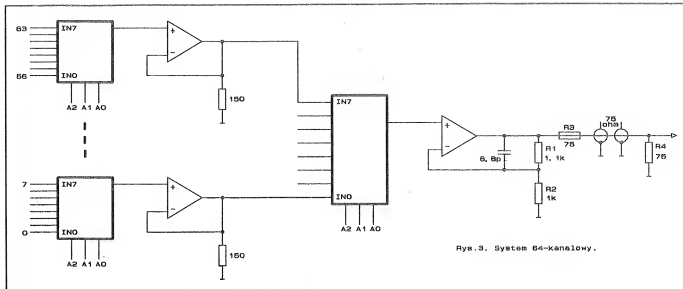 63
IN7
56
IN0
A2 A1 A0
+
-
150
7
IN7
0
IN0
A2 A1 A0
+
-
150
IN7
IN0
A2 A1 A0
+
-
6,8p
R1
1,1k
R2
1k
R3
75
75
ohm
R4
75
Rys.3. System 64-kanalowy.